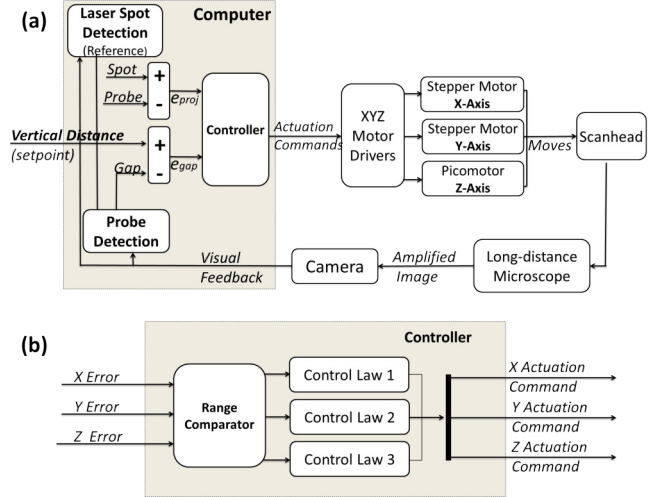 (a)
Computer
Laser Spot
Detection
(Reference)
Spot
+
Probe
-
e_proj
Vertical Distance
(setpoint)
+
Gap
-
e_gap
Controller
Actuation
Commands
XYZ
Motor
Drivers
Stepper Motor
X-Axis
Stepper Motor
Y-Axis
Picomotor
Z-Axis
Moves
Scanhead
Probe
Detection
Visual
Feedback
Camera
Amplified
Image
Long-distance
Microscope
(b)
Controller
X Error
Y Error
Z Error
Range
Comparator
Control Law 1
Control Law 2
Control Law 3
X Actuation
Command
Y Actuation
Command
Z Actuation
Command